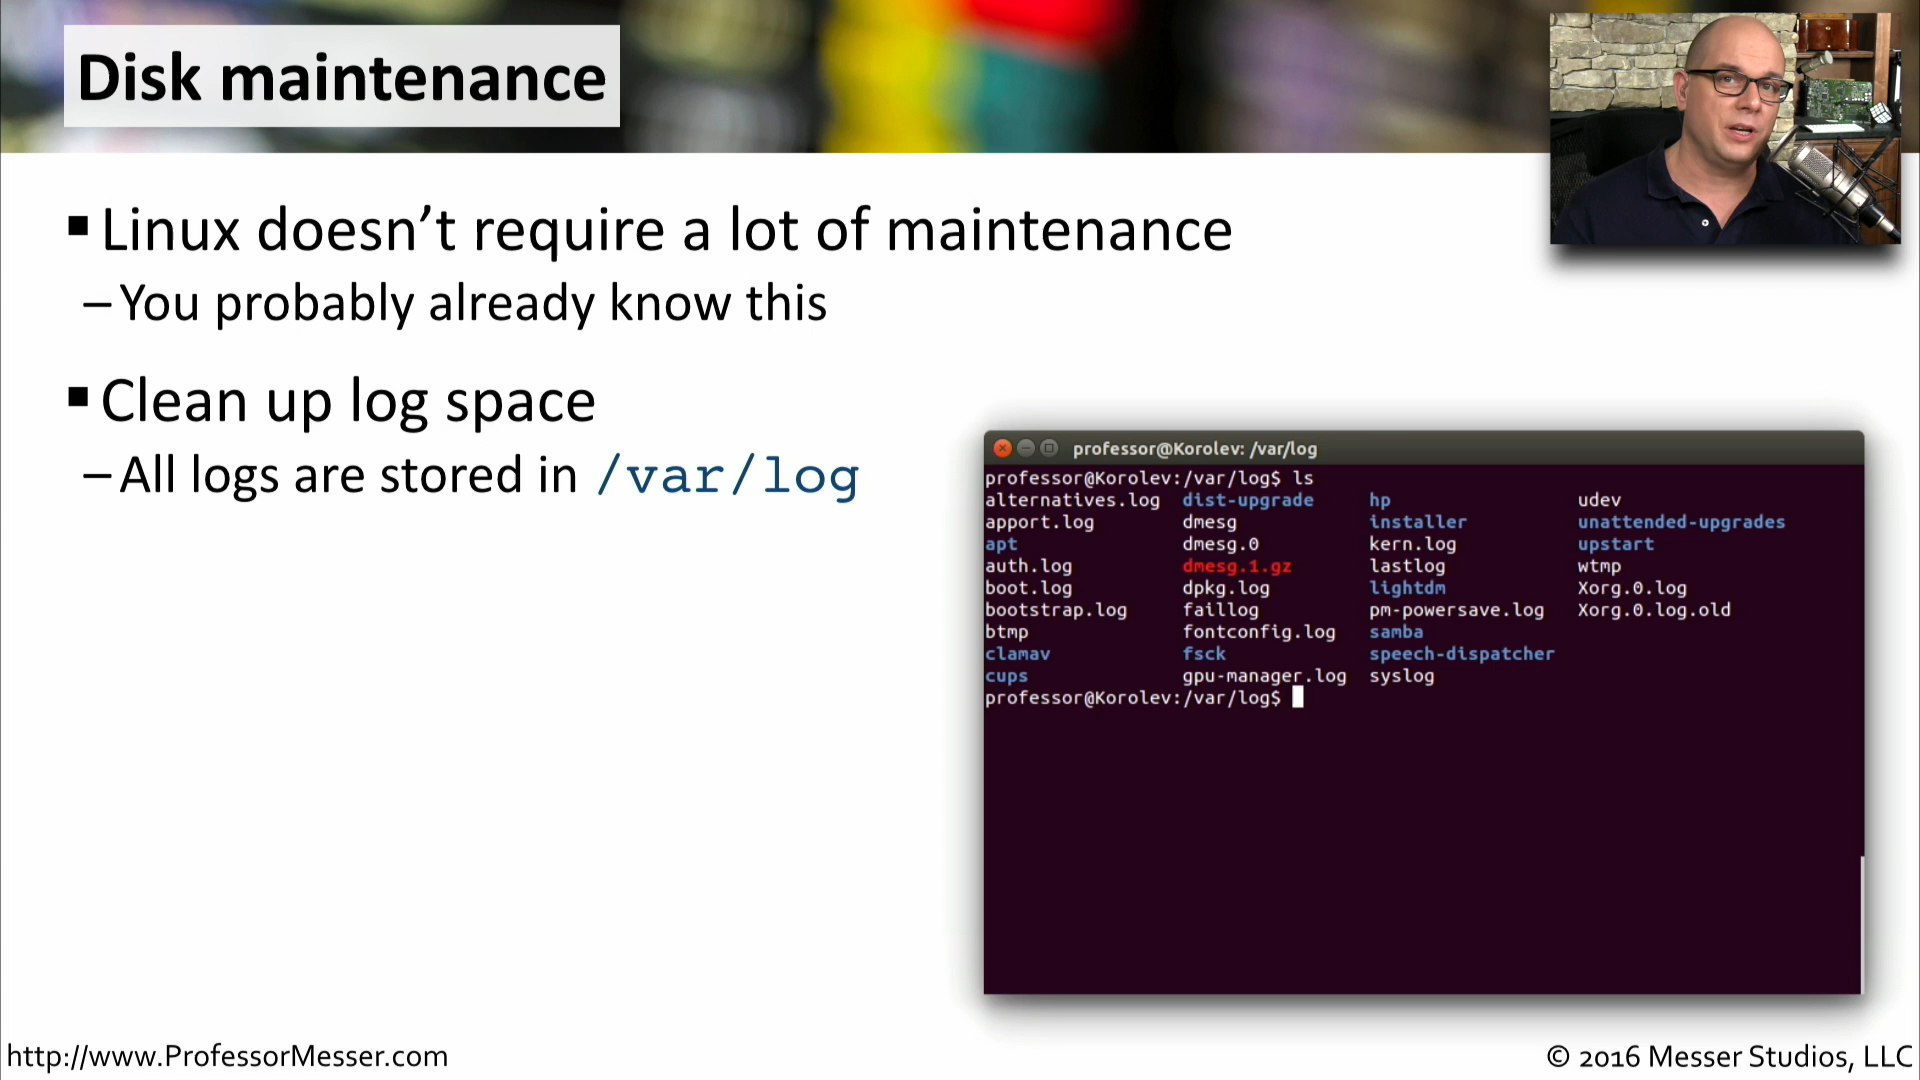 Disk maintenance
▪ Linux doesn’t require a lot of maintenance
– You probably already know this
▪ Clean up log space
– All logs are stored in /var/log
professor@Korolev: /var/log
professor@Korolev:/var/log$ ls
alternatives.log dist-upgrade hp udev
apport.log dmesg installer unattended-upgrades
apt dmesg.0 kern.log upstart
auth.log dmesg.1.gz lastlog wtmp
boot.log dpkg.log lightdm Xorg.0.log
bootstrap.log faillog pm-powersave.log Xorg.0.log.old
btmp fontconfig.log samba
clamav fsck speech-dispatcher
cups gpu-manager.log syslog
professor@Korolev:/var/log$
http://www.ProfessorMesser.com
© 2016 Messer Studios, LLC